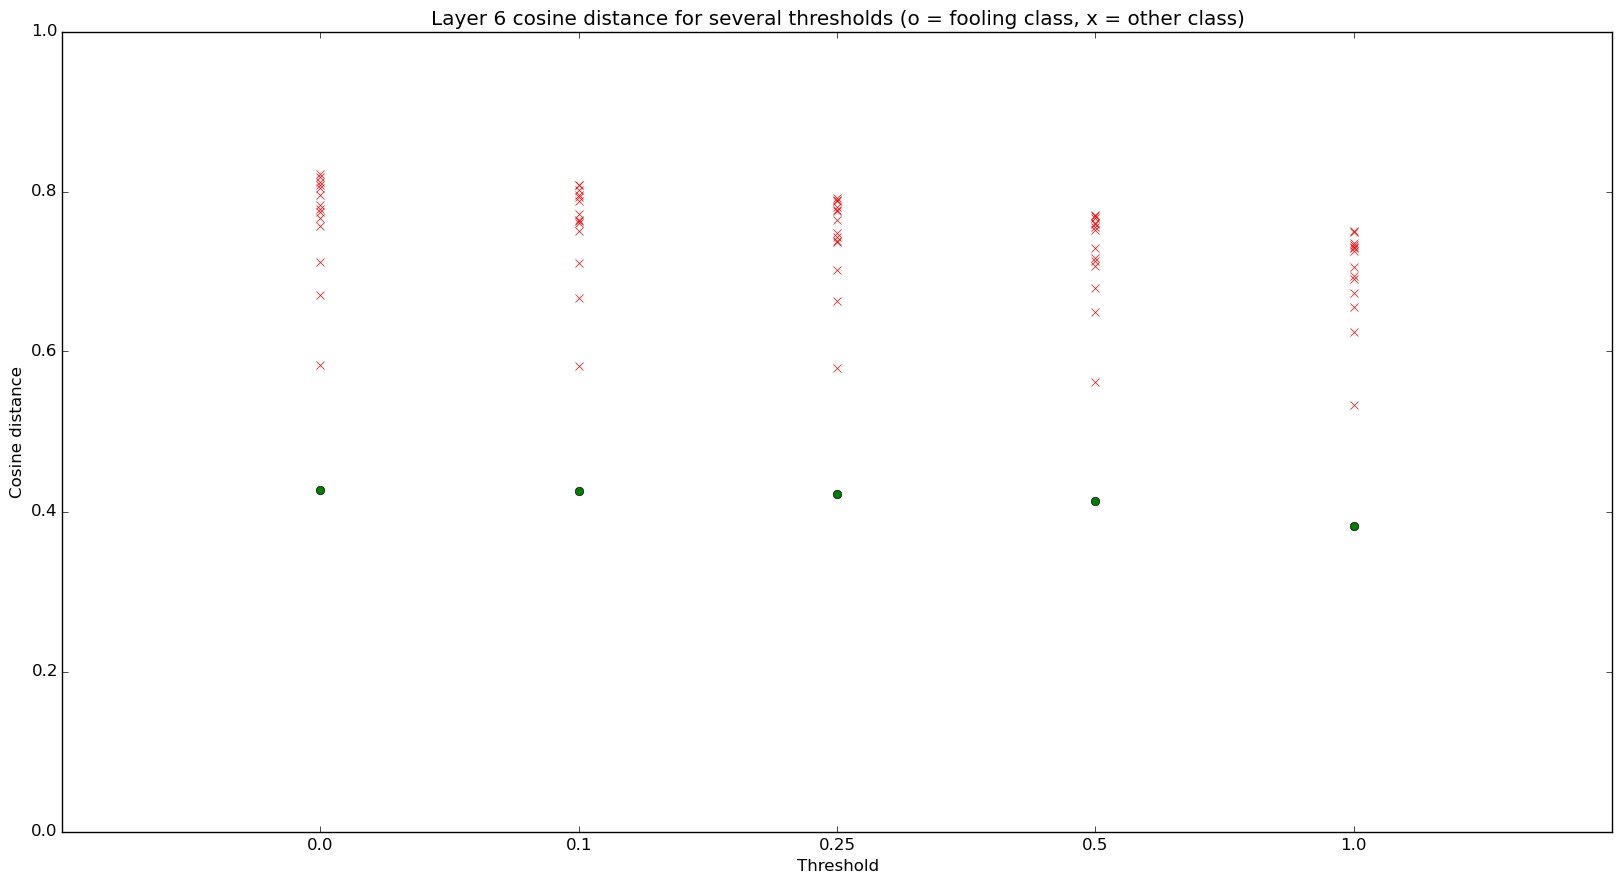 Layer 6 cosine distance for several thresholds (o = fooling class, x = other class)
1.0
0.8
0.6
0.4
0.2
0.0
Cosine distance
0.0 0.1 0.25 0.5 1.0
Threshold